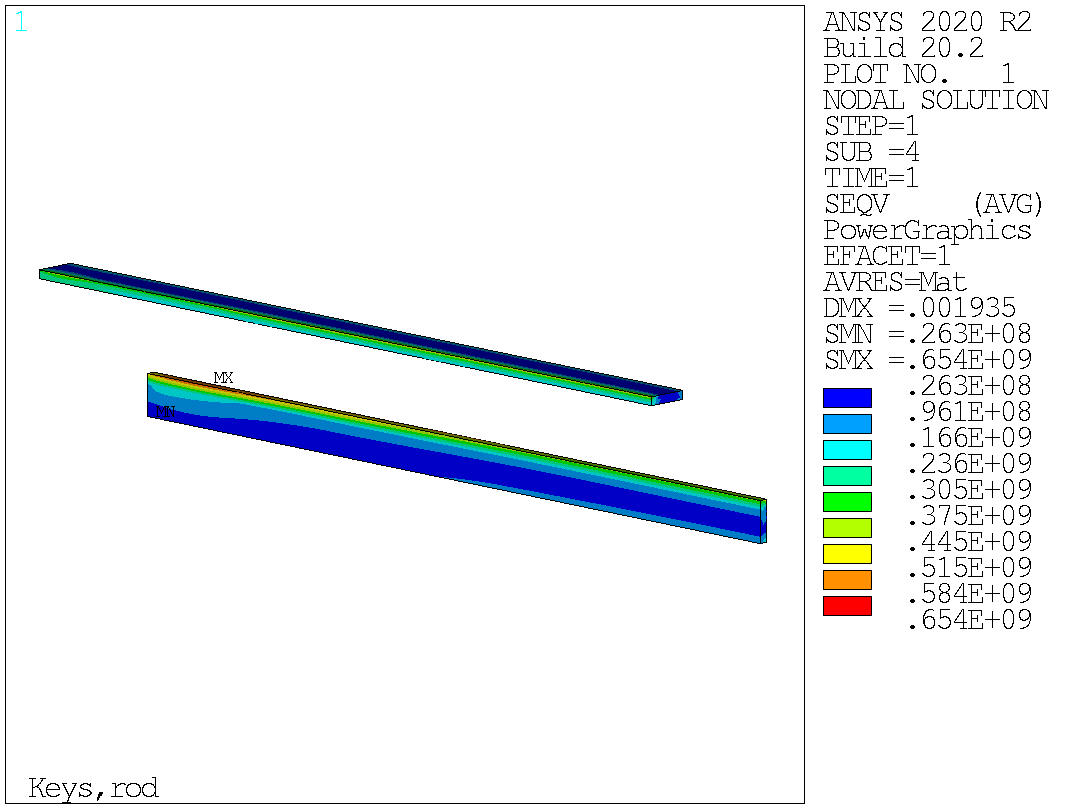 1
ANSYS 2020 R2
Build 20.2
PLOT NO. 1
NODAL SOLUTION
STEP=1
SUB =4
TIME=1
SEQV (AVG)
PowerGraphics
EFACET=1
AVRES=Mat
DMX =.001935
SMN =.263E+08
SMX =.654E+09
.263E+08
.961E+08
.166E+09
.236E+09
.305E+09
.375E+09
.445E+09
.515E+09
.584E+09
.654E+09
MX
MN
Keys,rod